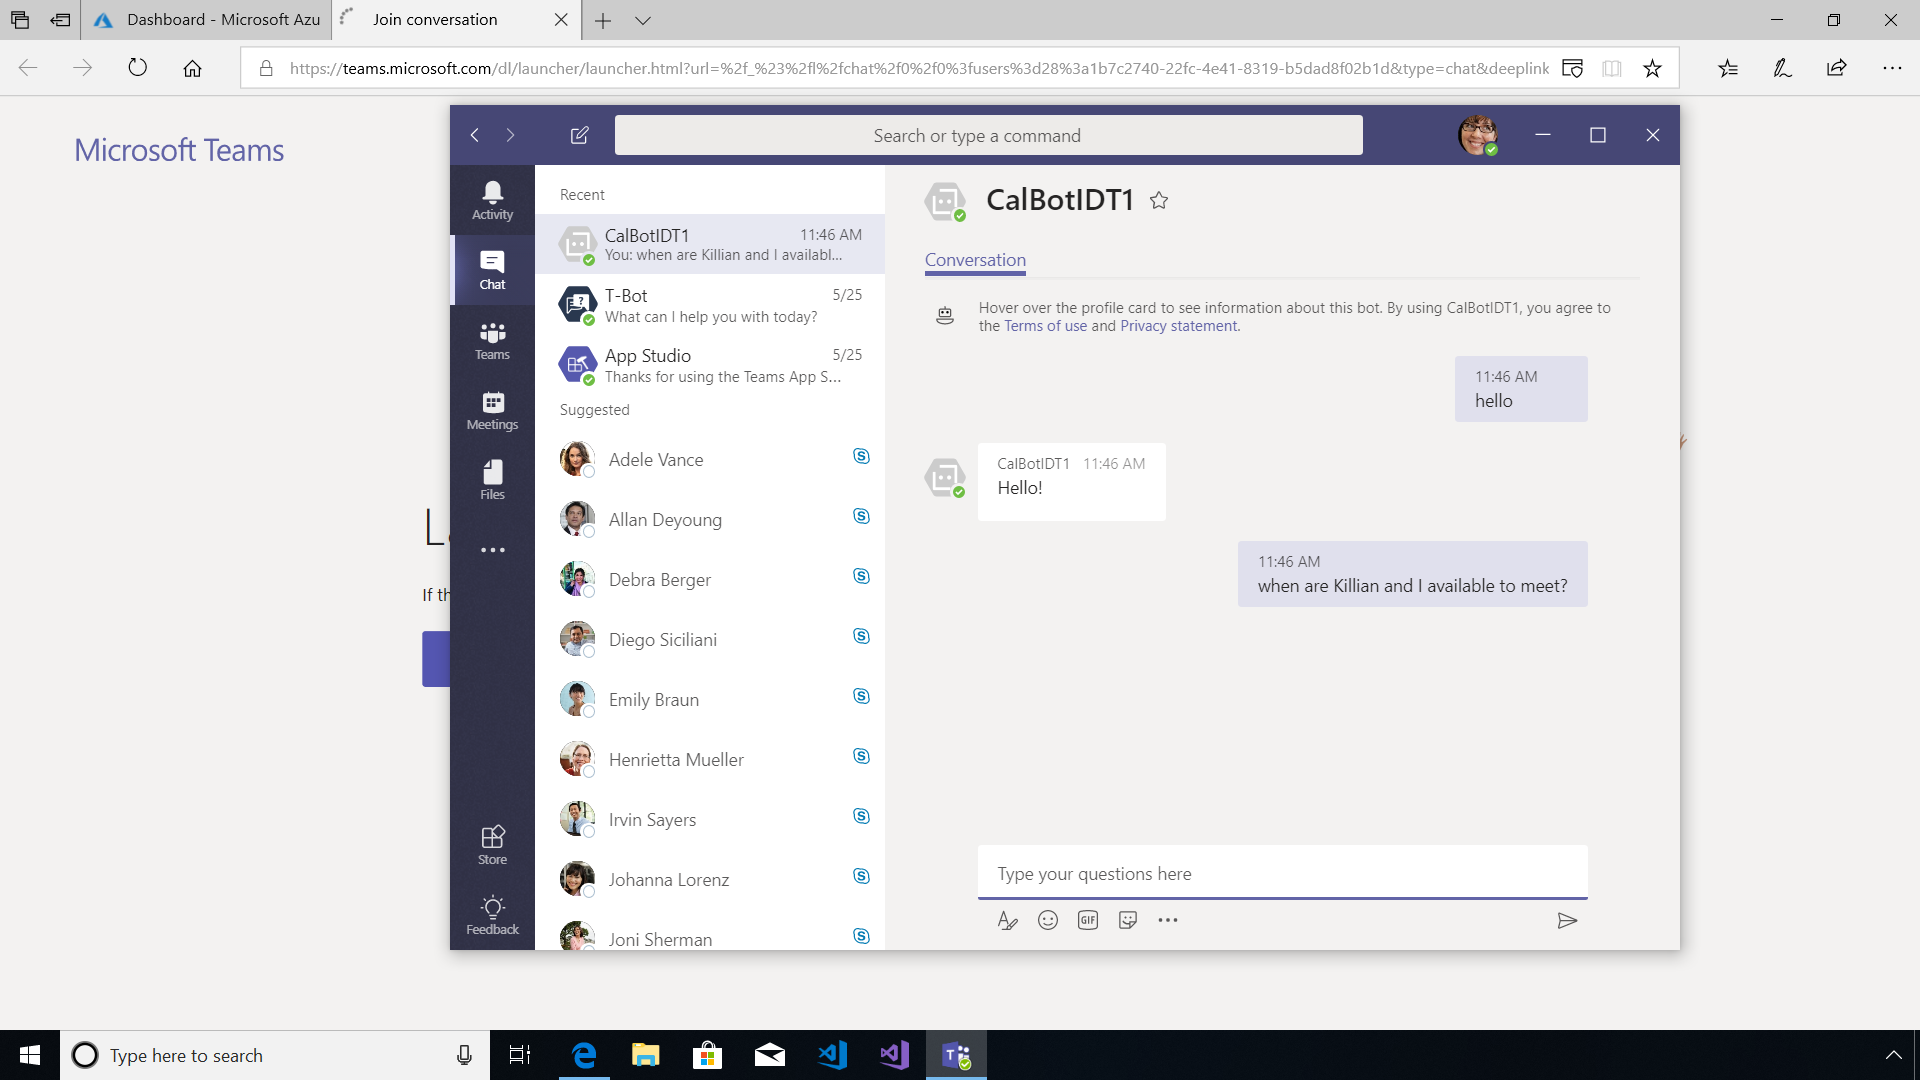 Dashboard - Microsoft Azu
Join conversation
https://teams.microsoft.com/dl/launcher/launcher.html?url=%2f_%23%2fl%2fchat%2f0%2f0%3fusers%3d28%3a1b7c2740-22fc-4e41-8319-b5dad8f02b1d&type=chat&deeplink
Microsoft Teams
Search or type a command
Activity
Chat
Teams
Meetings
Files
Store
Feedback
Recent
CalBotIDT1 11:46 AM
You: when are Killian and I availabl...
T-Bot 5/25
What can I help you with today?
App Studio 5/25
Thanks for using the Teams App S...
Suggested
Adele Vance
Allan Deyoung
Debra Berger
Diego Siciliani
Emily Braun
Henrietta Mueller
Irvin Sayers
Johanna Lorenz
Joni Sherman
CalBotIDT1
Conversation
Hover over the profile card to see information about this bot. By using CalBotIDT1, you agree to
the Terms of use and Privacy statement.
11:46 AM
hello
CalBotIDT1 11:46 AM
Hello!
11:46 AM
when are Killian and I available to meet?
Type your questions here
GIF
If th
Type here to search